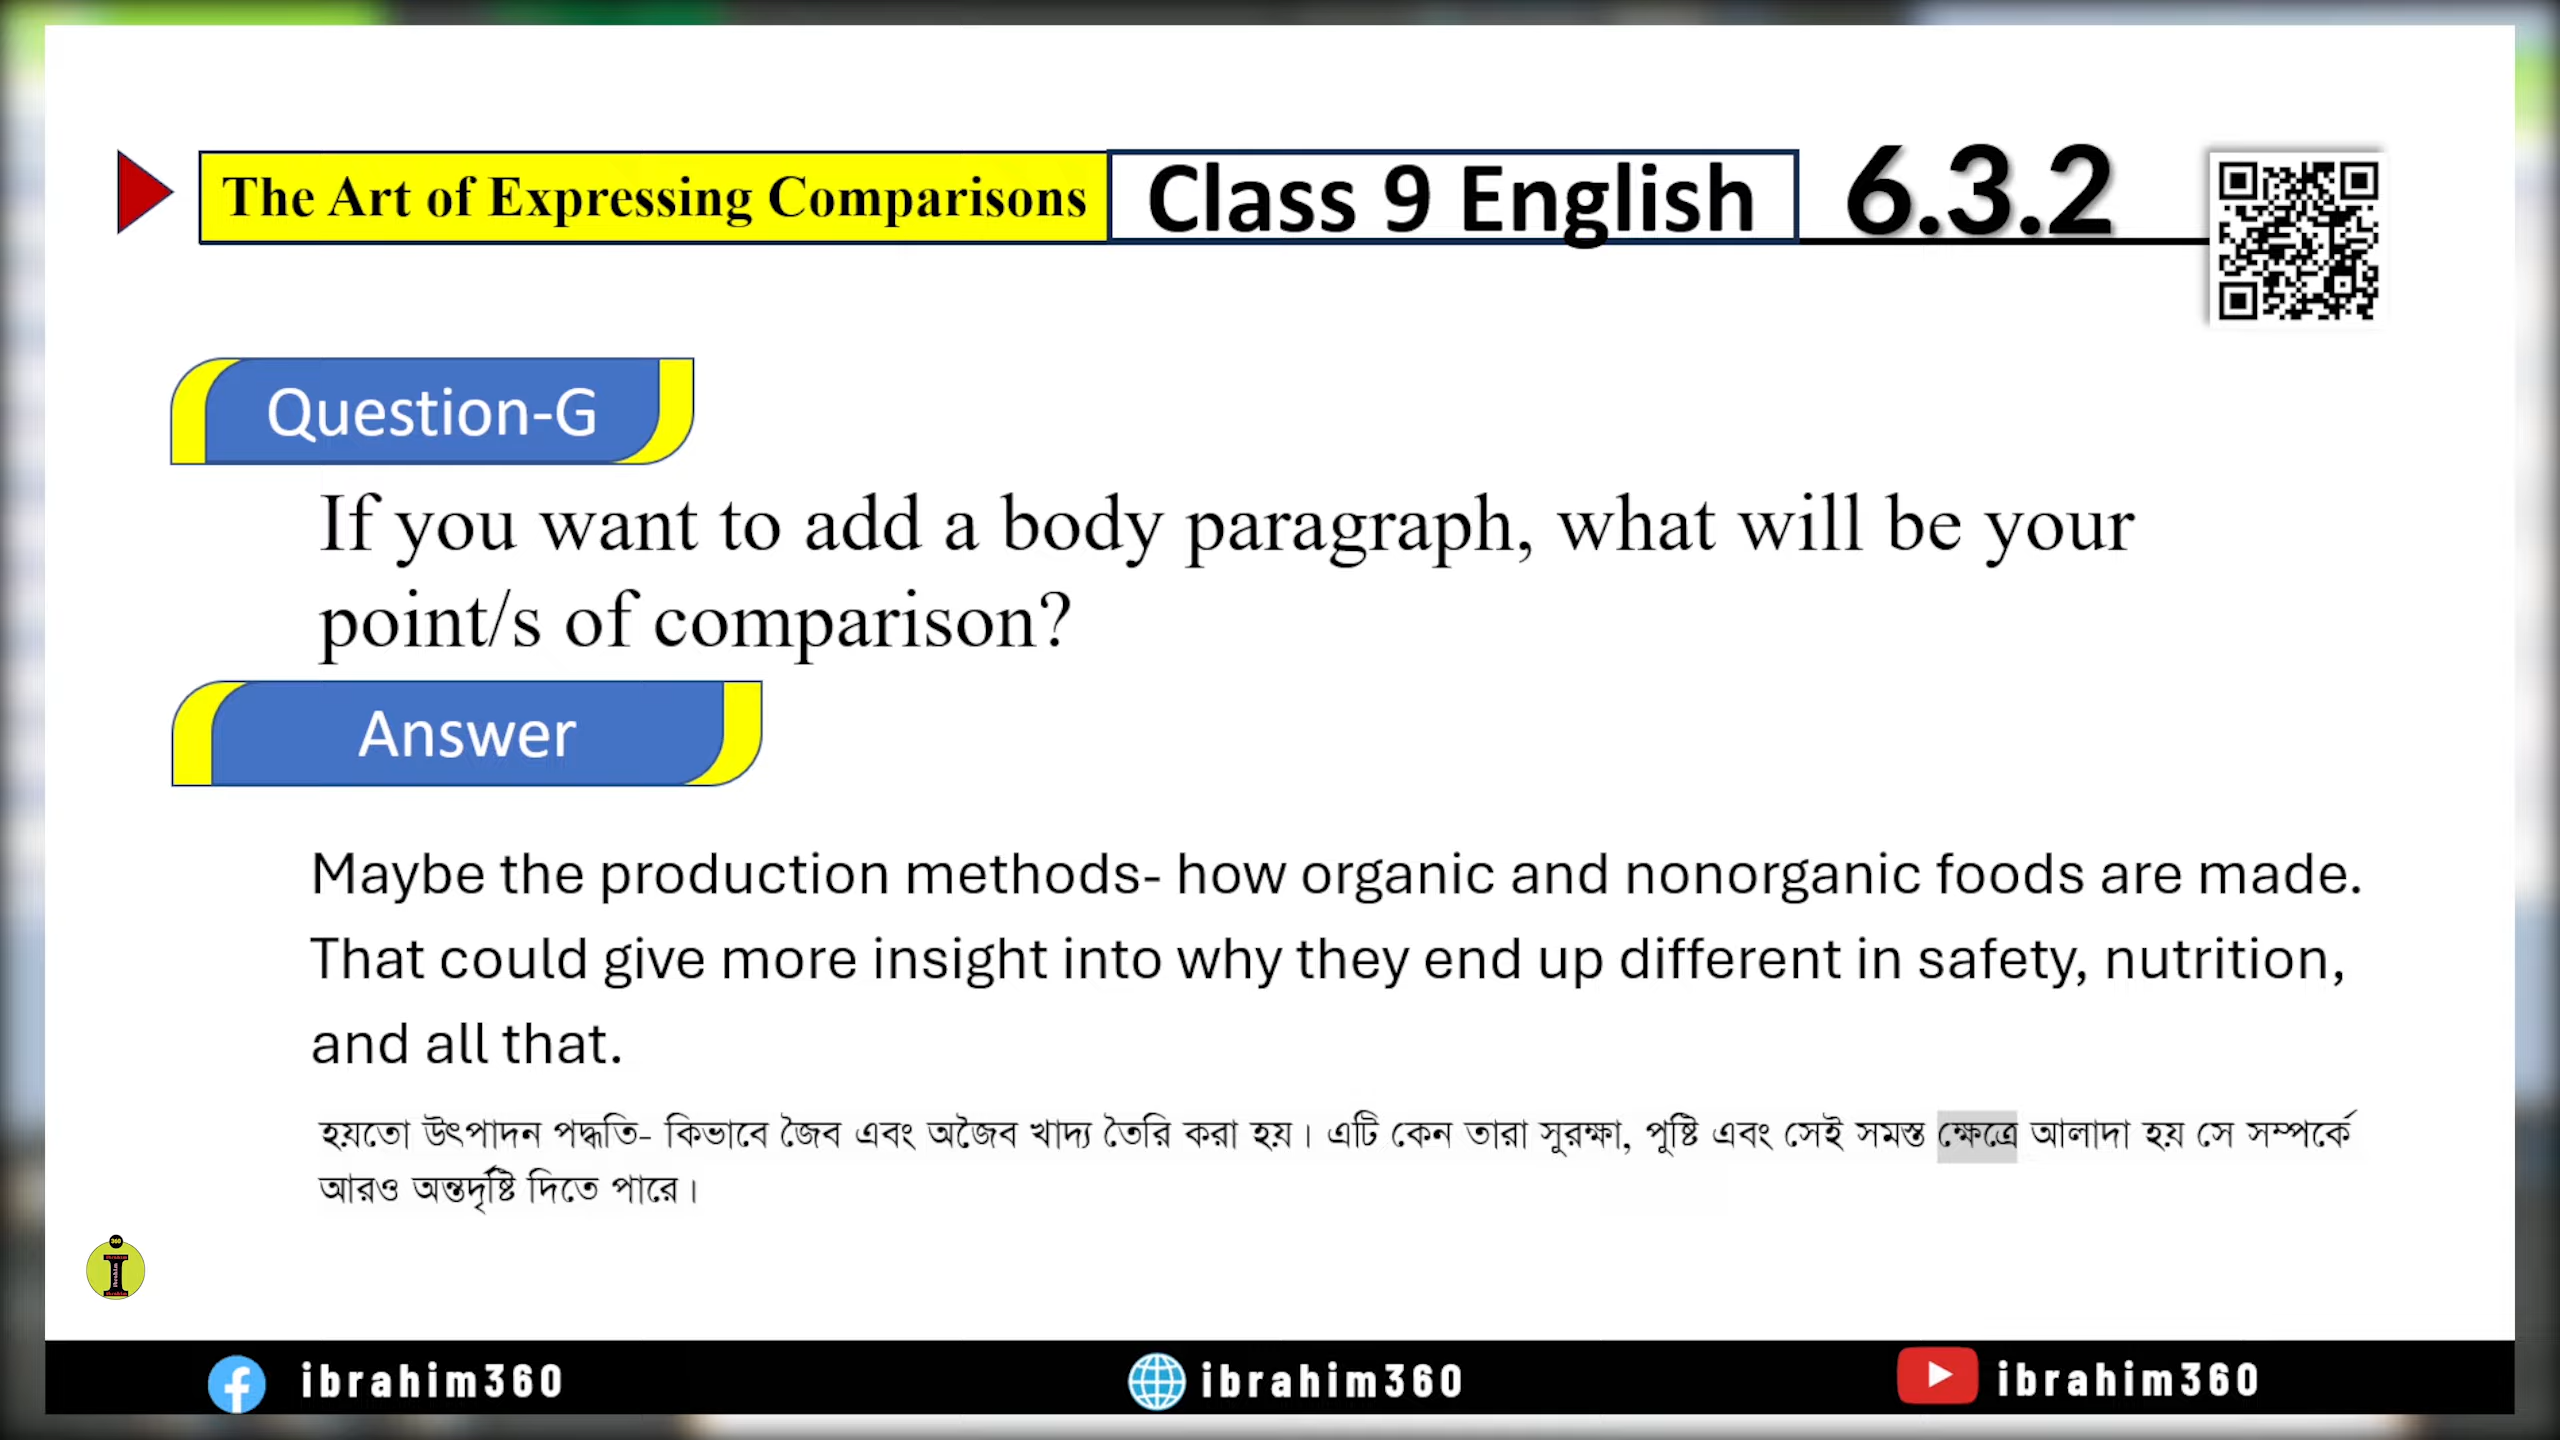 The Art of Expressing Comparisons Class 9 English 6.3.2
Question-G
If you want to add a body paragraph, what will be your
point/s of comparison?
Answer
Maybe the production methods- how organic and nonorganic foods are made.
That could give more insight into why they end up different in safety, nutrition,
and all that.
হয়তো উৎপাদন পদ্ধতি- কিভাবে জৈব এবং অজৈব খাদ্য তৈরি করা হয়। এটি কেন তারা সুরক্ষা, পুষ্টি এবং সেই সমস্ত ক্ষেত্রে আলাদা হয় সে সম্পর্কে
আরও অন্তর্দৃষ্টি দিতে পারে।
ibrahim360 ibrahim360 ibrahim360